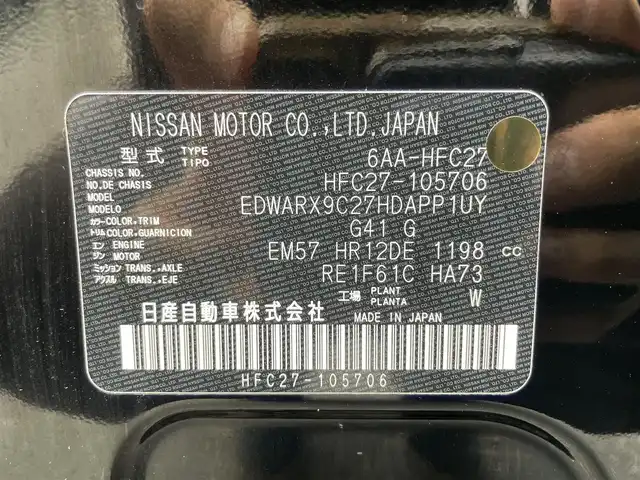 NISSAN MOTOR CO.,LTD.JAPAN
型式 TYPE TIPO 6AA-HFC27
CHASSIS NO.
NO.DE CHASSIS HFC27-105706
MODEL
MODELO EDWARX9C27HDAPP1UY
カラー COLOR,TRIM
トリム COLOR,GUARNICION G41 G
エン ENGINE
ジン MOTOR EM57 HR12DE 1198 cc
ミッション TRANS.,AXLE
アクスル TRANS.,EJE RE1F61C HA73
工場 PLANT PLANTA W
日産自動車株式会社 MADE IN JAPAN
HFC27-105706